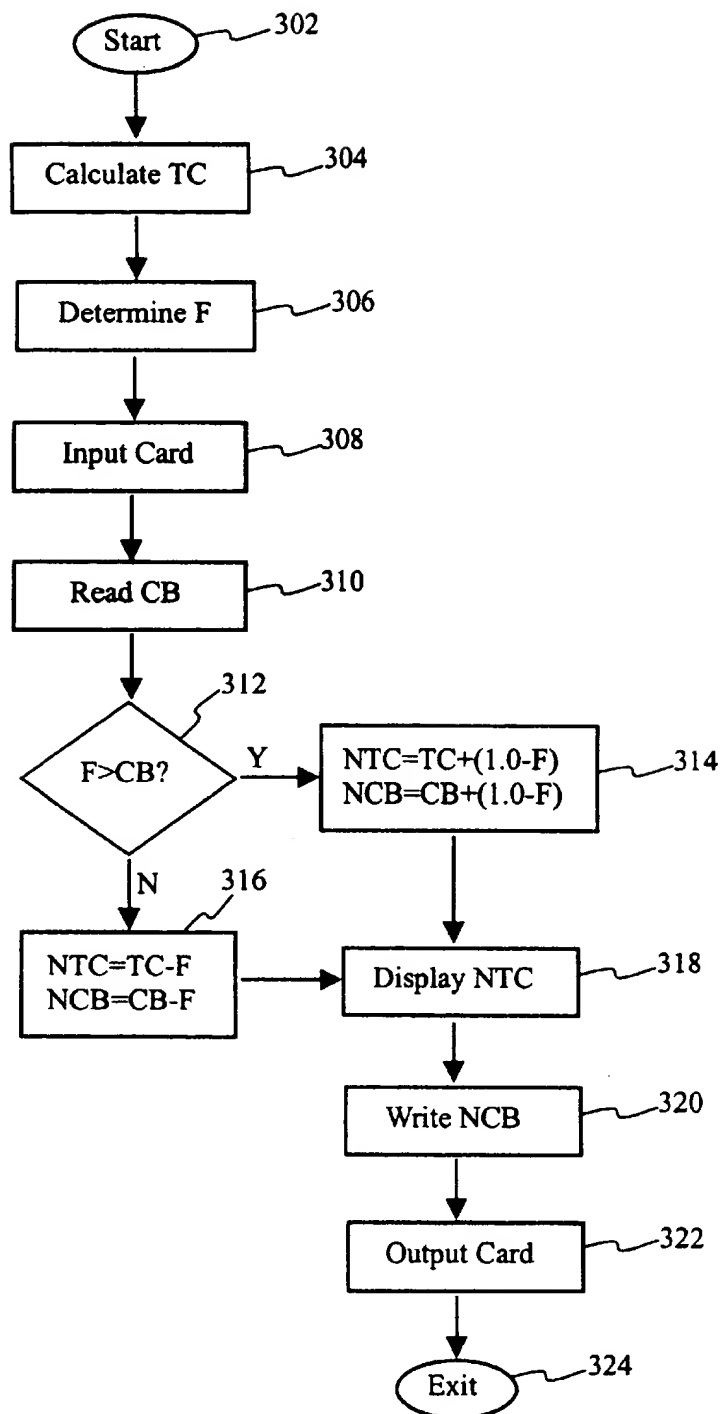 Start
302
Calculate TC
304
Determine F
306
Input Card
308
Read CB
310
F>CB?
312
Y
NTC=TC+(1.0-F)
NCB=CB+(1.0-F)
314
N
316
NTC=TC-F
NCB=CB-F
Display NTC
318
Write NCB
320
Output Card
322
Exit
324